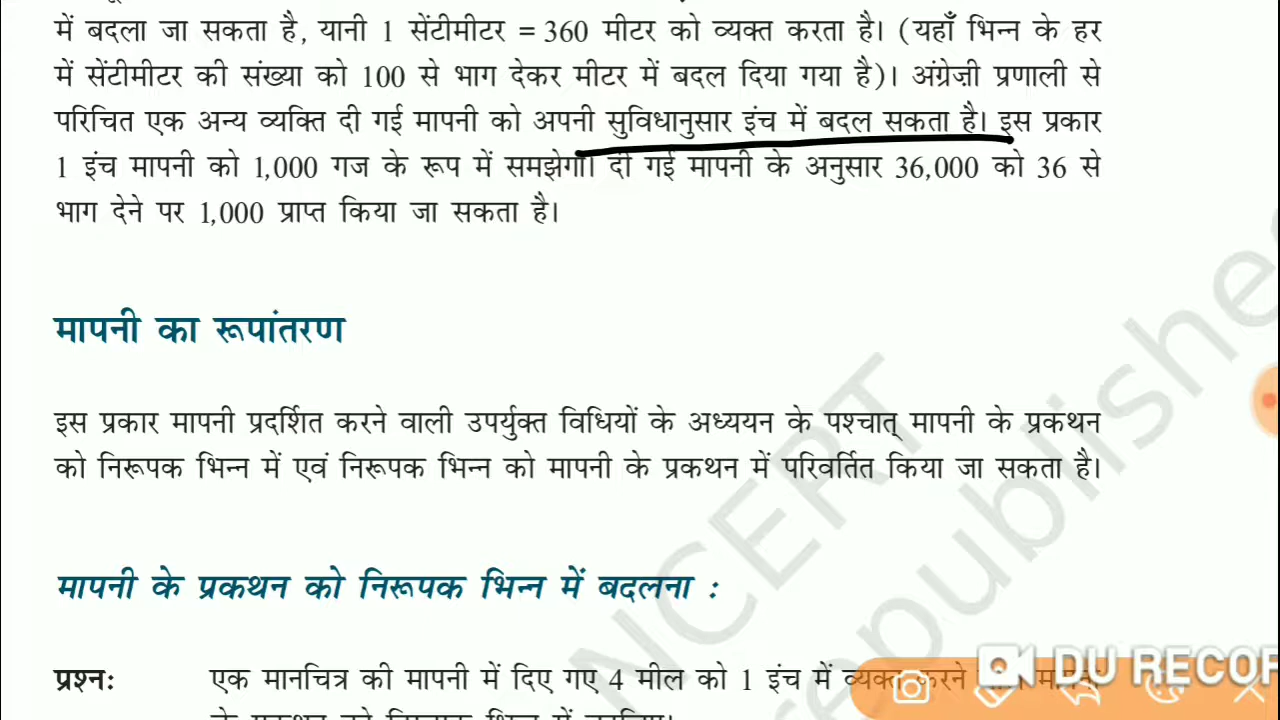 में बदला जा सकता है, यानी 1 सेंटीमीटर = 360 मीटर को व्यक्त करता है। (यहाँ भिन्न के हर
में सेंटीमीटर की संख्या को 100 से भाग देकर मीटर में बदल दिया गया है)। अंग्रेज़ी प्रणाली से
परिचित एक अन्य व्यक्ति दी गई मापनी को अपनी सुविधानुसार इंच में बदल सकता है। इस प्रकार
1 इंच मापनी को 1,000 गज के रूप में समझेगा। दी गई मापनी के अनुसार 36,000 को 36 से
भाग देने पर 1,000 प्राप्त किया जा सकता है।
मापनी का रूपांतरण
इस प्रकार मापनी प्रदर्शित करने वाली उपर्युक्त विधियों के अध्ययन के पश्चात् मापनी के प्रकथन
को निरूपक भिन्न में एवं निरूपक भिन्न को मापनी के प्रकथन में परिवर्तित किया जा सकता है।
मापनी के प्रकथन को निरूपक भिन्न में बदलना :
प्रश्न: एक मानचित्र की मापनी में दिए गए 4 मील को 1 इंच में व्यक्त करने
NCERT
republishe
DU RECOR